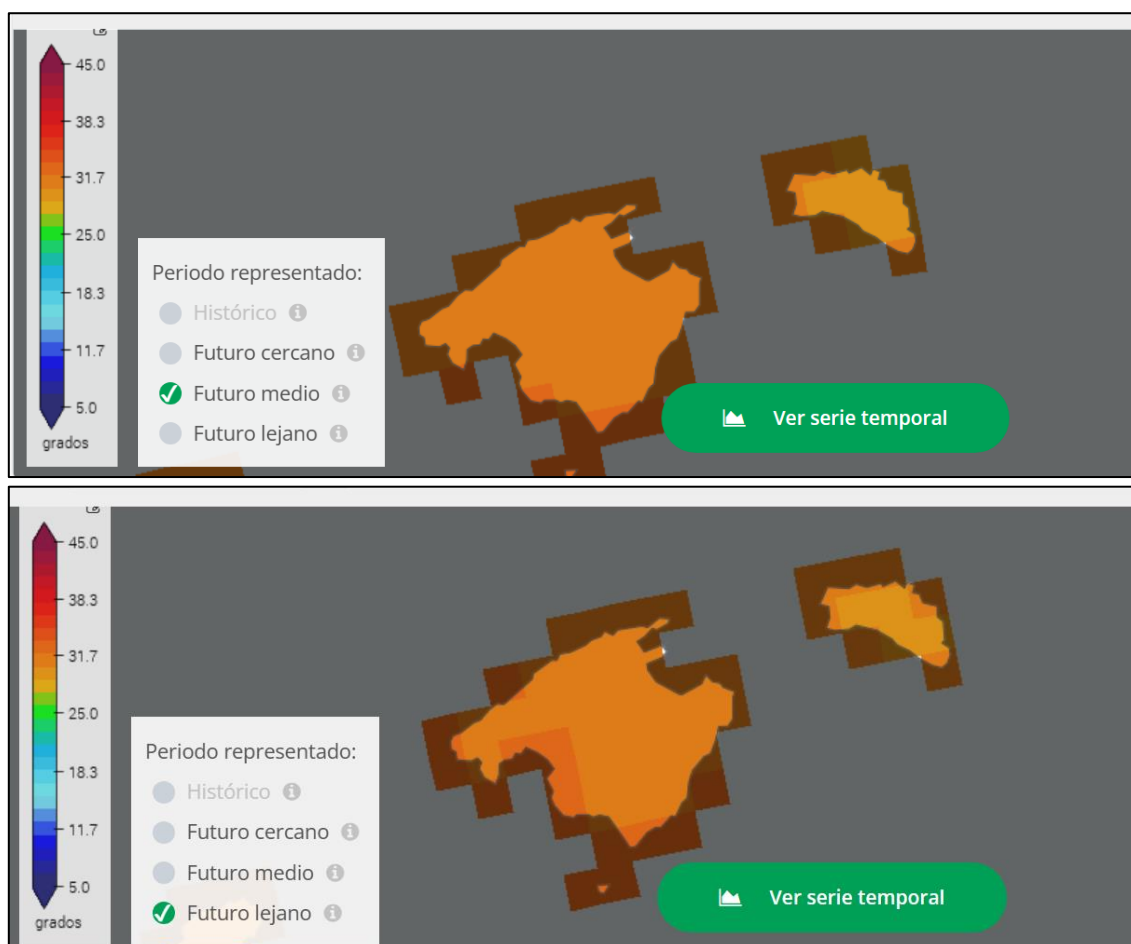 45.0
38.3
31.7
25.0
18.3
11.7
5.0
grados
Periodo representado:
Histórico
Futuro cercano
Futuro medio
Futuro lejano
Ver serie temporal
45.0
38.3
31.7
25.0
18.3
11.7
5.0
grados
Periodo representado:
Histórico
Futuro cercano
Futuro medio
Futuro lejano
Ver serie temporal